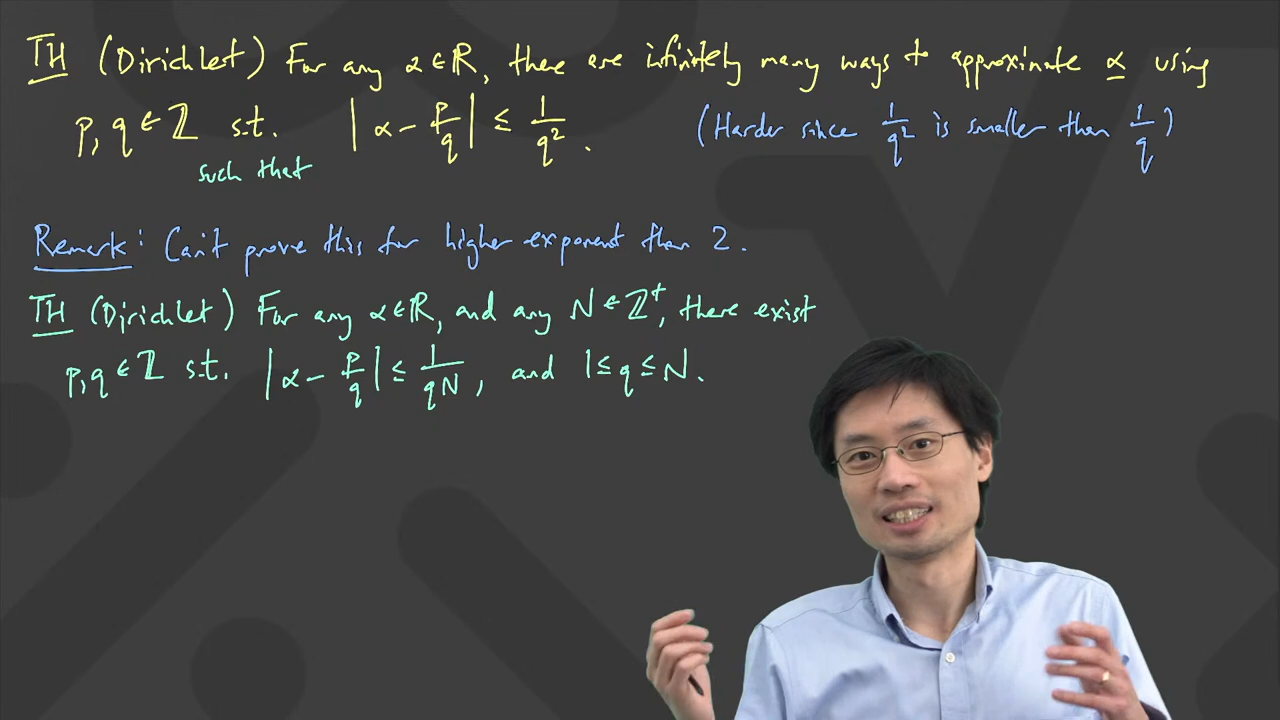 TH (Dirichlet) For any α∈ℝ, there are infinitely many ways to approximate α using
p,q ∈ ℤ s.t. |α - p/q| ≤ 1/q². (Harder since 1/q² is smaller than 1/q)
such that
Remark: Can't prove this for higher exponent than 2.
TH (Dirichlet) For any α∈ℝ, and any N∈ℤ⁺, there exist
p,q ∈ ℤ s.t. |α - p/q| ≤ 1/qN, and 1≤q≤N.